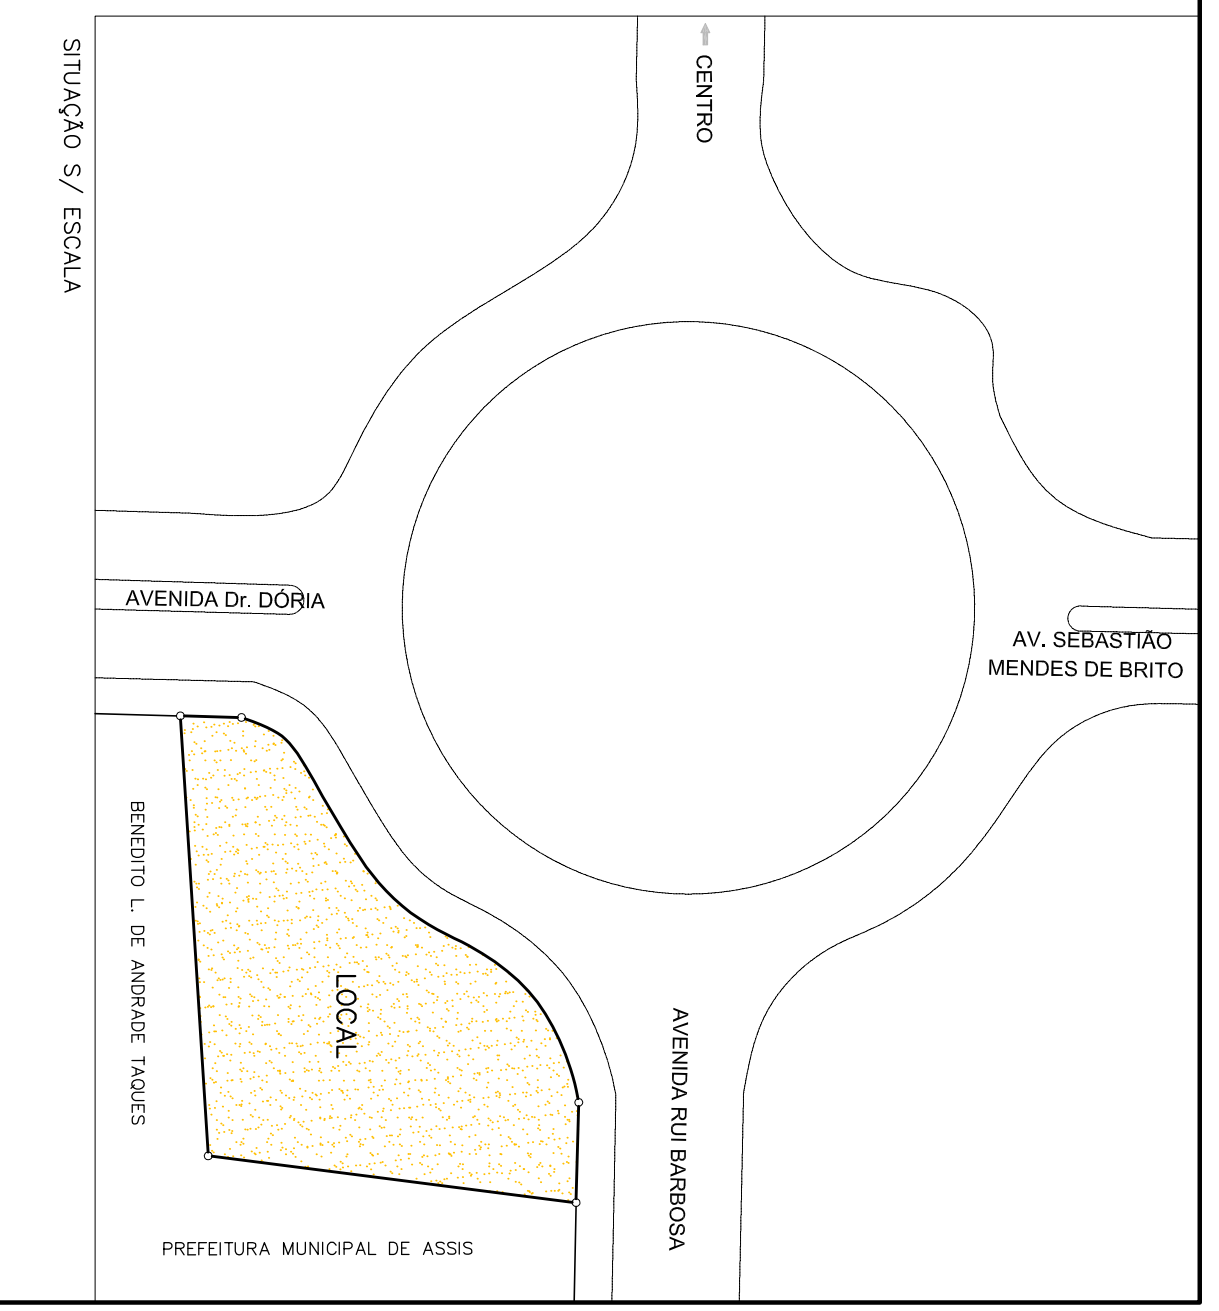 SITUAÇÃO S/ ESCALA
CENTRO
AVENIDA Dr. DÓRIA
AV. SEBASTIÃO
MENDES DE BRITO
BENEDITO L. DE ANDRADE TAQUES
LOCAL
AVENIDA RUI BARBOSA
PREFEITURA MUNICIPAL DE ASSIS